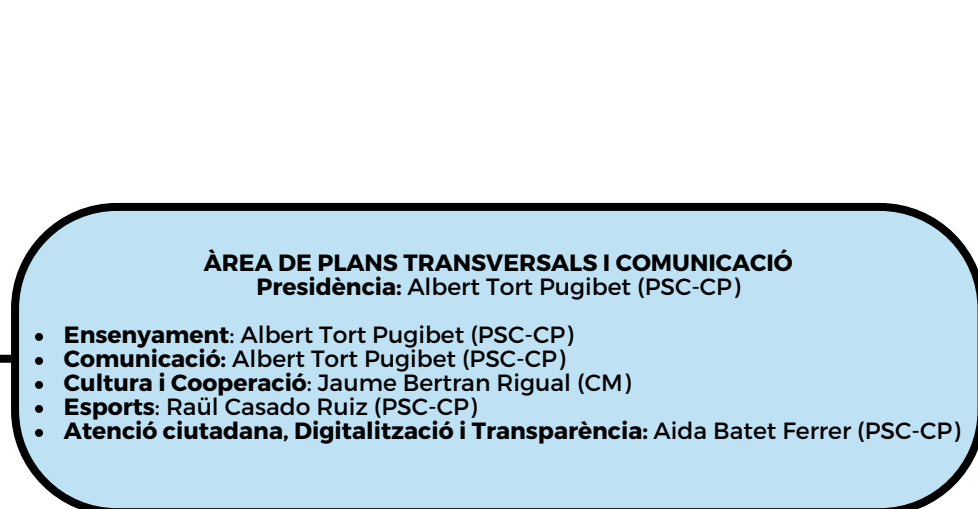 ÀREA DE PLANS TRANSVERSALS I COMUNICACIÓ
Presidència: Albert Tort Pugibet (PSC-CP)
• Ensenyament: Albert Tort Pugibet (PSC-CP)
• Comunicació: Albert Tort Pugibet (PSC-CP)
• Cultura i Cooperació: Jaume Bertran Rigual (CM)
• Esports: Raül Casado Ruiz (PSC-CP)
• Atenció ciutadana, Digitalització i Transparència: Aida Batet Ferrer (PSC-CP)